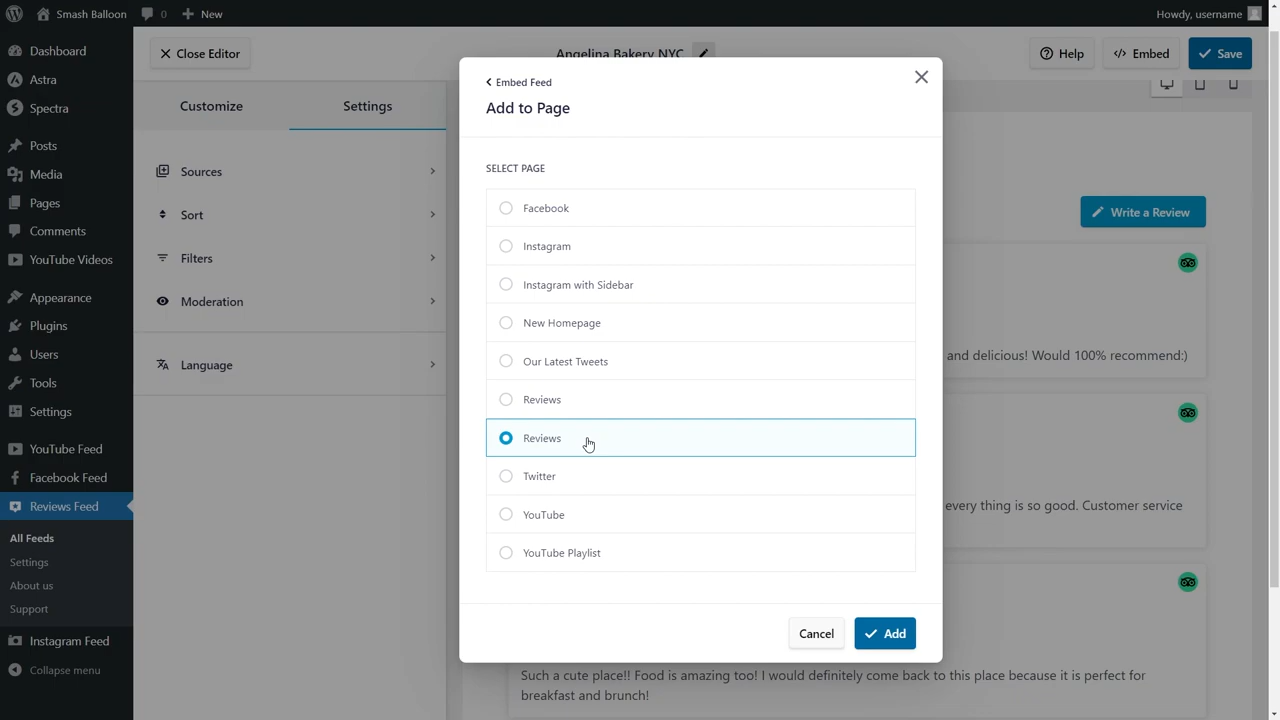 Smash Balloon
0
New
Howdy, username
Dashboard
Astra
Spectra
Posts
Media
Pages
Comments
YouTube Videos
Appearance
Plugins
Users
Tools
Settings
YouTube Feed
Facebook Feed
Reviews Feed
All Feeds
Settings
About us
Support
Instagram Feed
Collapse menu
Close Editor
Angelina Bakery NYC
Help
Embed
Save
Customize
Settings
Sources
Sort
Filters
Moderation
Language
Embed Feed
Add to Page
SELECT PAGE
Facebook
Instagram
Instagram with Sidebar
New Homepage
Our Latest Tweets
Reviews
Reviews
Twitter
YouTube
YouTube Playlist
Cancel
Add
Write a Review
and delicious! Would 100% recommend:)
every thing is so good. Customer service
Such a cute place!! Food is amazing too! I would definitely come back to this place because it is perfect for
breakfast and brunch!